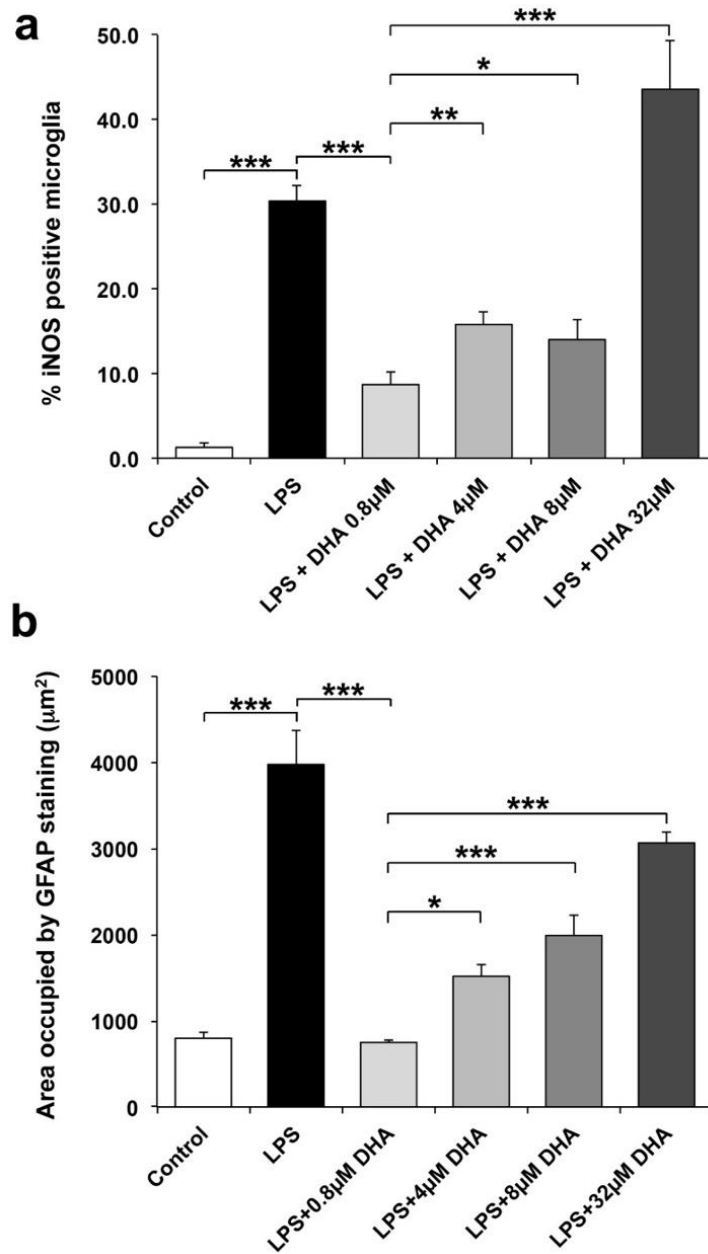 a
% iNOS positive microglia
50.0
40.0
30.0
20.0
10.0
0.0
***
*
**
***
***
Control
LPS
LPS + DHA 0.8µM
LPS + DHA 4µM
LPS + DHA 8µM
LPS + DHA 32µM
b
Area occupied by GFAP staining (µm²)
5000
4000
3000
2000
1000
0
***
***
***
***
*
Control
LPS
LPS+0.8µM DHA
LPS+4µM DHA
LPS+8µM DHA
LPS+32µM DHA